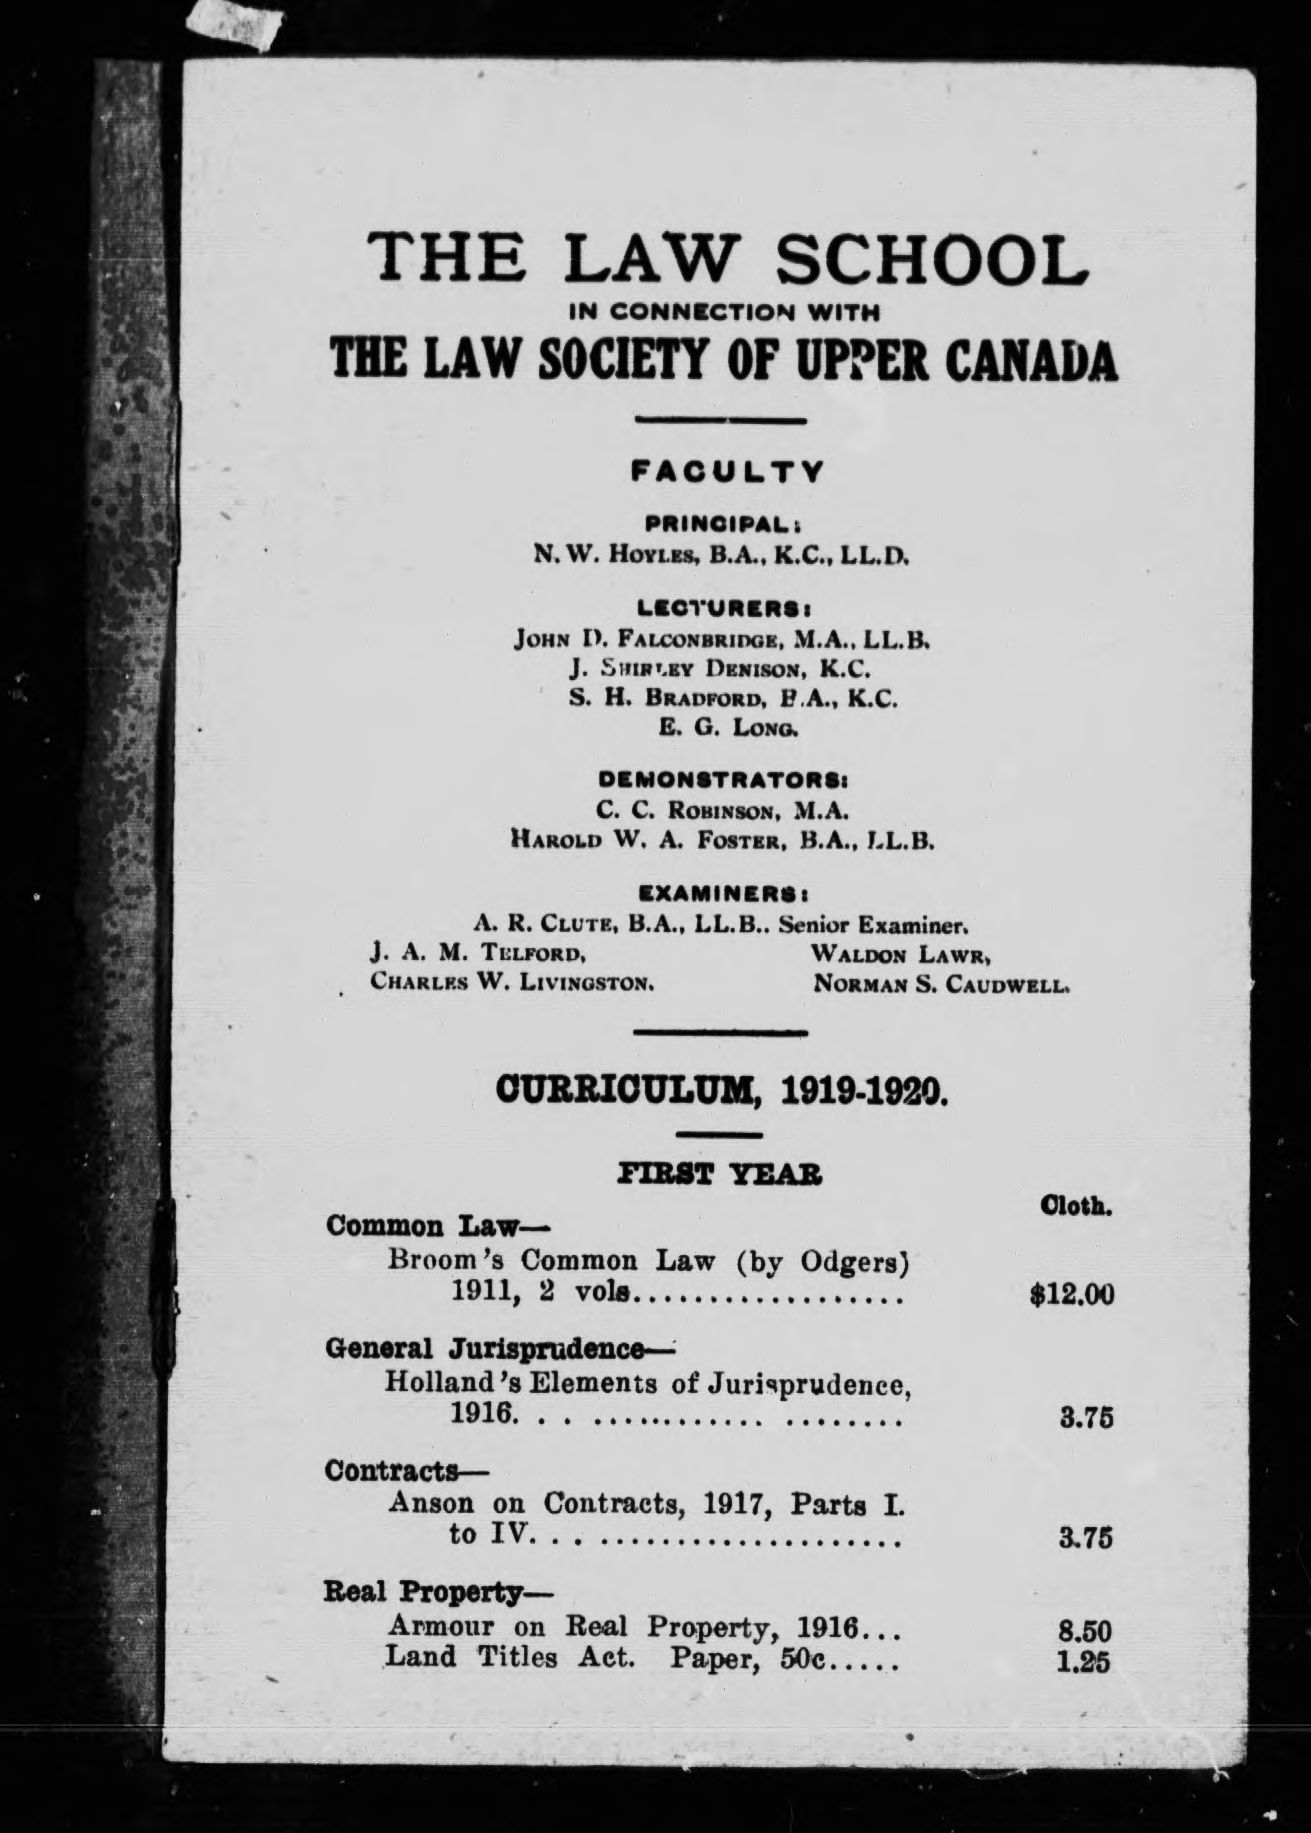 THE LAW SCHOOL
IN CONNECTION WITH
THE LAW SOCIETY OF UPPER CANADA
FACULTY
PRINCIPAL:
N. W. HOYLES, B.A., K.C., LL.D.
LECTURERS:
JOHN D. FALCONBRIDGE, M.A., LL.B.
J. SHIRLEY DENISON, K.C.
S. H. BRADFORD, B.A., K.C.
E. G. LONG.
DEMONSTRATORS:
C. C. ROBINSON, M.A.
HAROLD W. A. FOSTER, B.A., LL.B.
EXAMINERS:
A. R. CLUTE, B.A., LL.B.. Senior Examiner.
J. A. M. TELFORD, WALDON LAWR,
CHARLES W. LIVINGSTON. NORMAN S. CAUDWELL.
CURRICULUM, 1919-1920.
FIRST YEAR
Cloth.
Common Law—
Broom's Common Law (by Odgers)
1911, 2 vols.................. $12.00
General Jurisprudence—
Holland's Elements of Jurisprudence,
1916. . . ............. ........ 3.75
Contracts—
Anson on Contracts, 1917, Parts I.
to IV. . . .................... 3.75
Real Property—
Armour on Real Property, 1916... 8.50
Land Titles Act. Paper, 50c..... 1.25